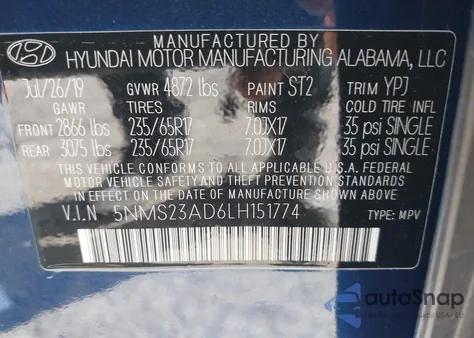 MANUFACTURED BY
HYUNDAI MOTOR MANUFACTURING ALABAMA, LLC
JUL/26/19 GVWR 4872 lbs PAINT ST2 TRIM YPJ
GAWR TIRES RIMS COLD TIRE INFL
FRONT 2866 lbs 235/65R17 7.0JX17 35 psi SINGLE
REAR 3075 lbs 235/65R17 7.0JX17 35 psi SINGLE
THIS VEHICLE CONFORMS TO ALL APPLICABLE U.S.A. FEDERAL
MOTOR VEHICLE SAFETY STANDARDS IN EFFECT ON THE
DATE OF MANUFACTURE SHOWN ABOVE.
V.I.N 5NMS23AD6LH151774 TYPE: MPV
autoSnap